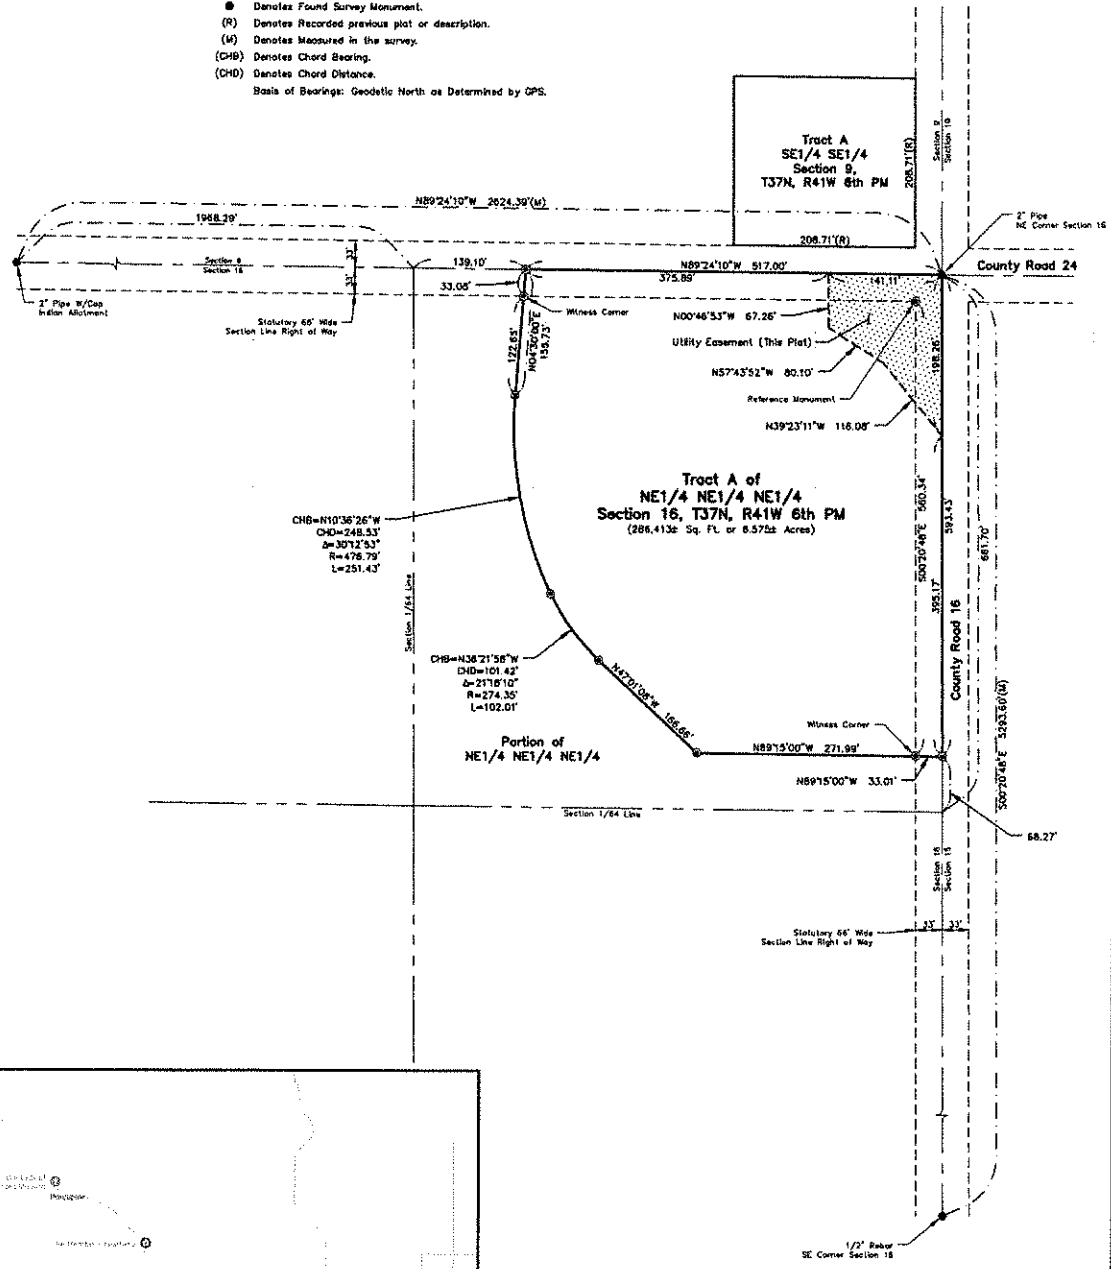 Denotes Found Survey Monument.
(R) Denotes Recorded previous plat or description.
(M) Denotes Measured in the survey.
(CHB) Denotes Chord Bearing.
(CHD) Denotes Chord Distance.
Basis of Bearings: Geodetic North as Determined by GPS.
Tract A
SE1/4 SE1/4
Section 9,
T37N, R41W 6th PM
208.71'(R)
Section 9
Section 10
208.71'(R)
2" Pipe
NE Corner Section 16
County Road 24
N89°24'10"W 2624.39'(M)
1968.29'
Section 9
Section 16
33' 33'
139.10'
N89°24'10"W 517.00'
375.89'
141.11'
2" Pipe W/Cap
Indian Allotment
33.08'
Witness Corner
N00°46'53"W 67.26'
Statutory 66' Wide
Section Line Right of Way
Utility Easement (This Plat)
198.26'
122.65'
N04°30'00"E
155.73'
N57°43'52"W 80.10'
Reference Monument
N39°23'11"W 116.08'
Tract A of
NE1/4 NE1/4 NE1/4
Section 16, T37N, R41W 6th PM
(286,413± Sq. Ft. or 6.575± Acres)
S00°20'48"E 560.34'
593.43'
661.70'
CHB=N10°36'26"W
CHD=248.53'
Δ=30°12'53"
R=476.79'
L=251.43'
Section 1/64 Line
395.17'
County Road 16
CHB=N36°21'58"W
CHD=101.42'
Δ=21°18'10"
R=274.35'
L=102.01'
N47°01'08"W 166.66'
S00°20'48"E 5293.60'(M)
Witness Corner
Portion of
NE1/4 NE1/4 NE1/4
N89°15'00"W 271.99'
N89°15'00"W 33.01'
Section 1/64 Line
68.27'
Section 16
Section 15
Statutory 66' Wide
Section Line Right of Way
33' 33'
Porcupine
1/2" Rebar
SE Corner Section 16